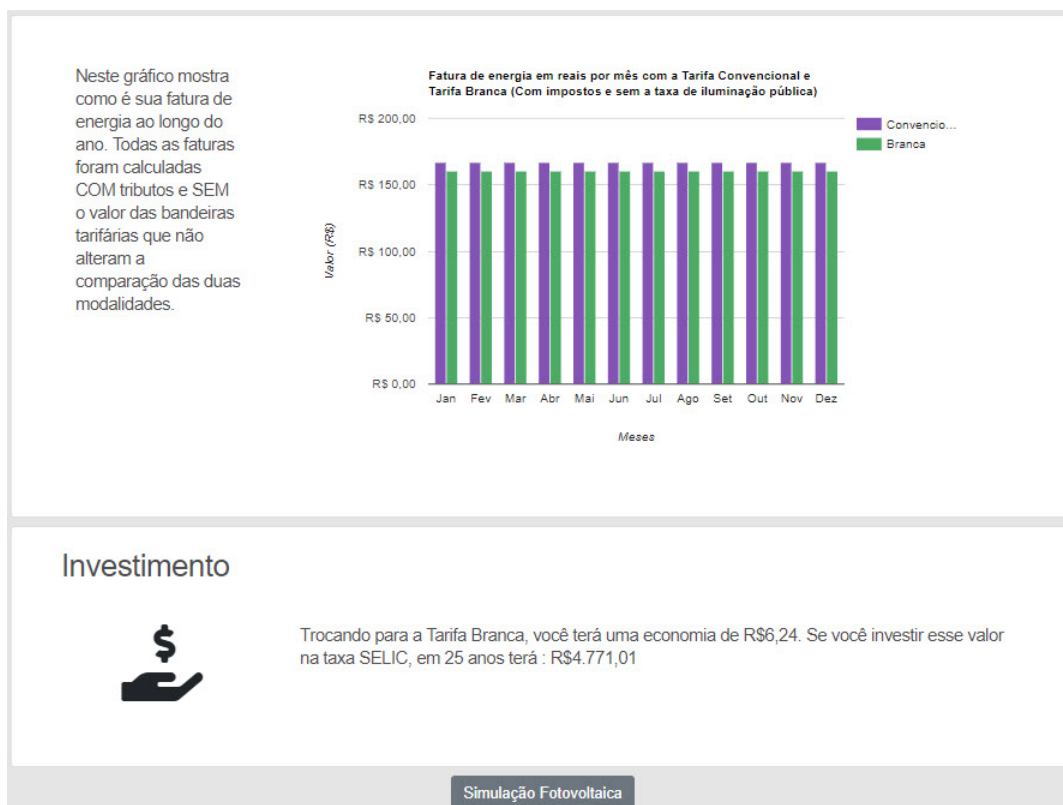 Neste gráfico mostra
como é sua fatura de
energia ao longo do
ano. Todas as faturas
foram calculadas
COM tributos e SEM
o valor das bandeiras
tarifárias que não
alteram a
comparação das duas
modalidades.
Fatura de energia em reais por mês com a Tarifa Convencional e
Tarifa Branca (Com impostos e sem a taxa de iluminação pública)
R$ 200,00
R$ 150,00
R$ 100,00
R$ 50,00
R$ 0,00
Valor (R$)
Jan Fev Mar Abr Mai Jun Jul Ago Set Out Nov Dez
Meses
Convencio...
Branca
Investimento
$
Trocando para a Tarifa Branca, você terá uma economia de R$6,24. Se você investir esse valor
na taxa SELIC, em 25 anos terá : R$4.771,01
Simulação Fotovoltaica